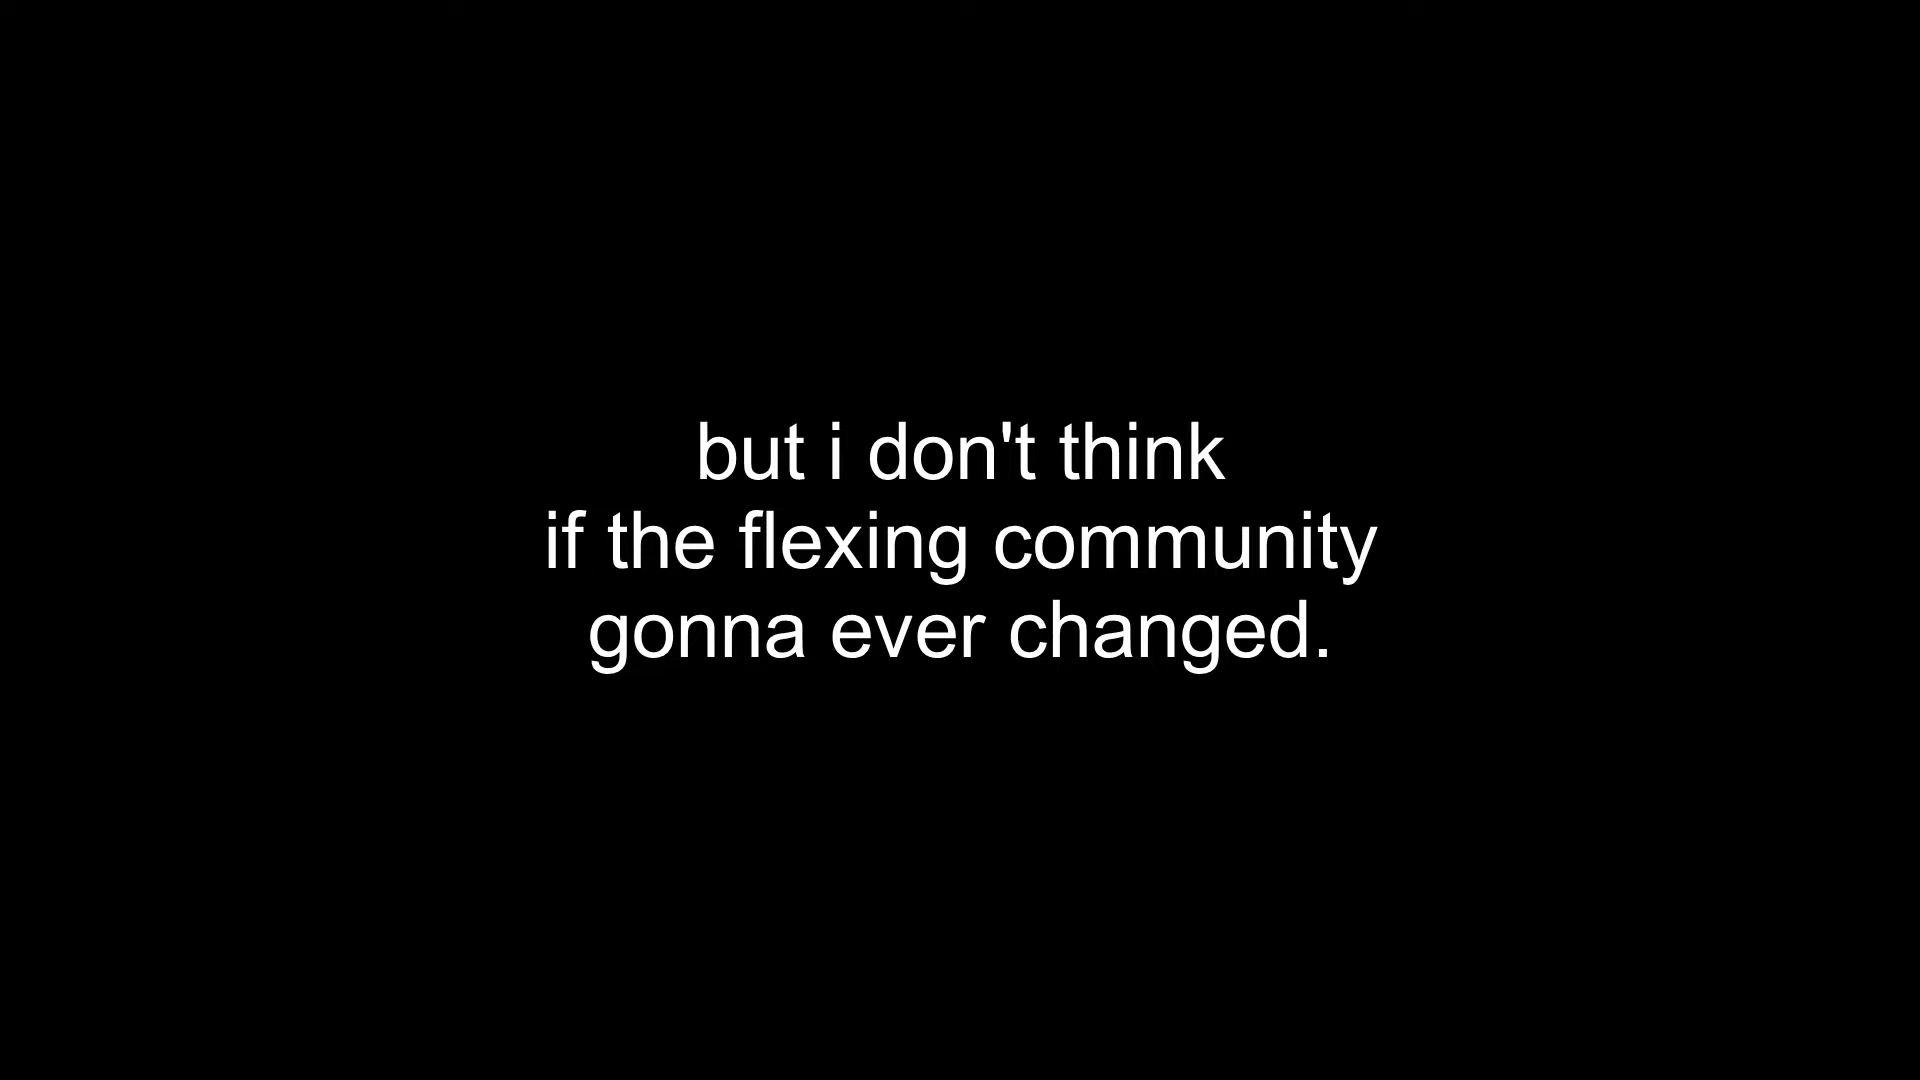 but i don't think
if the flexing community
gonna ever changed.